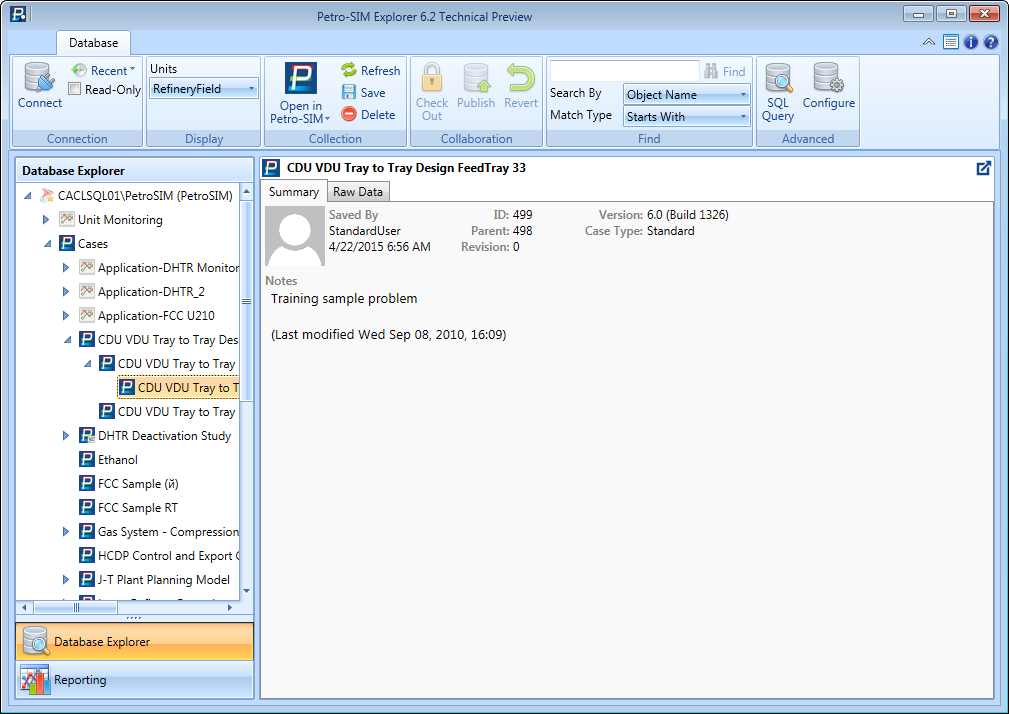 Petro-SIM Explorer 6.2 Technical Preview
Database
Connect
Recent
Read-Only
Connection
Units
RefineryField
Display
Open in
Petro-SIM
Refresh
Save
Delete
Collection
Check
Out
Publish
Revert
Collaboration
Find
Search By
Object Name
Match Type
Starts With
Find
SQL
Query
Configure
Advanced
Database Explorer
CACLSQL01\PetroSIM (PetroSIM)
Unit Monitoring
Cases
Application-DHTR Monitor
Application-DHTR_2
Application-FCC U210
CDU VDU Tray to Tray Des
CDU VDU Tray to Tray
CDU VDU Tray to T
CDU VDU Tray to Tray
DHTR Deactivation Study
Ethanol
FCC Sample (й)
FCC Sample RT
Gas System - Compression
HCDP Control and Export
J-T Plant Planning Model
Database Explorer
Reporting
CDU VDU Tray to Tray Design FeedTray 33
Summary
Raw Data
Saved By
StandardUser
4/22/2015 6:56 AM
ID: 499
Parent: 498
Revision: 0
Version: 6.0 (Build 1326)
Case Type: Standard
Notes
Training sample problem
(Last modified Wed Sep 08, 2010, 16:09)